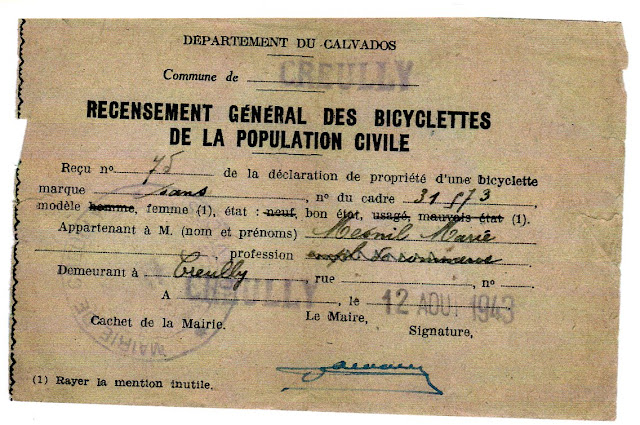 DEPARTEMENT DU CALVADOS
Commune de CREULLY
RECENSEMENT GÉNÉRAL DES BICYCLETTES
DE LA POPULATION CIVILE
Reçu n° 75 de la déclaration de propriété d'une bicyclette
marque sans, n° du cadre
modèle homme, femme (1), état : neuf, bon état, usagé, mauvais état (1).
Appartenant à M. (nom et prénoms) Mesnil Marie
profession
Demeurant à Creully rue, n°
A CREULLY, le 12 AOU 1943
Cachet de la Mairie. Le Maire, Signature,
MAIRIE
(1) Rayer la mention inutile.